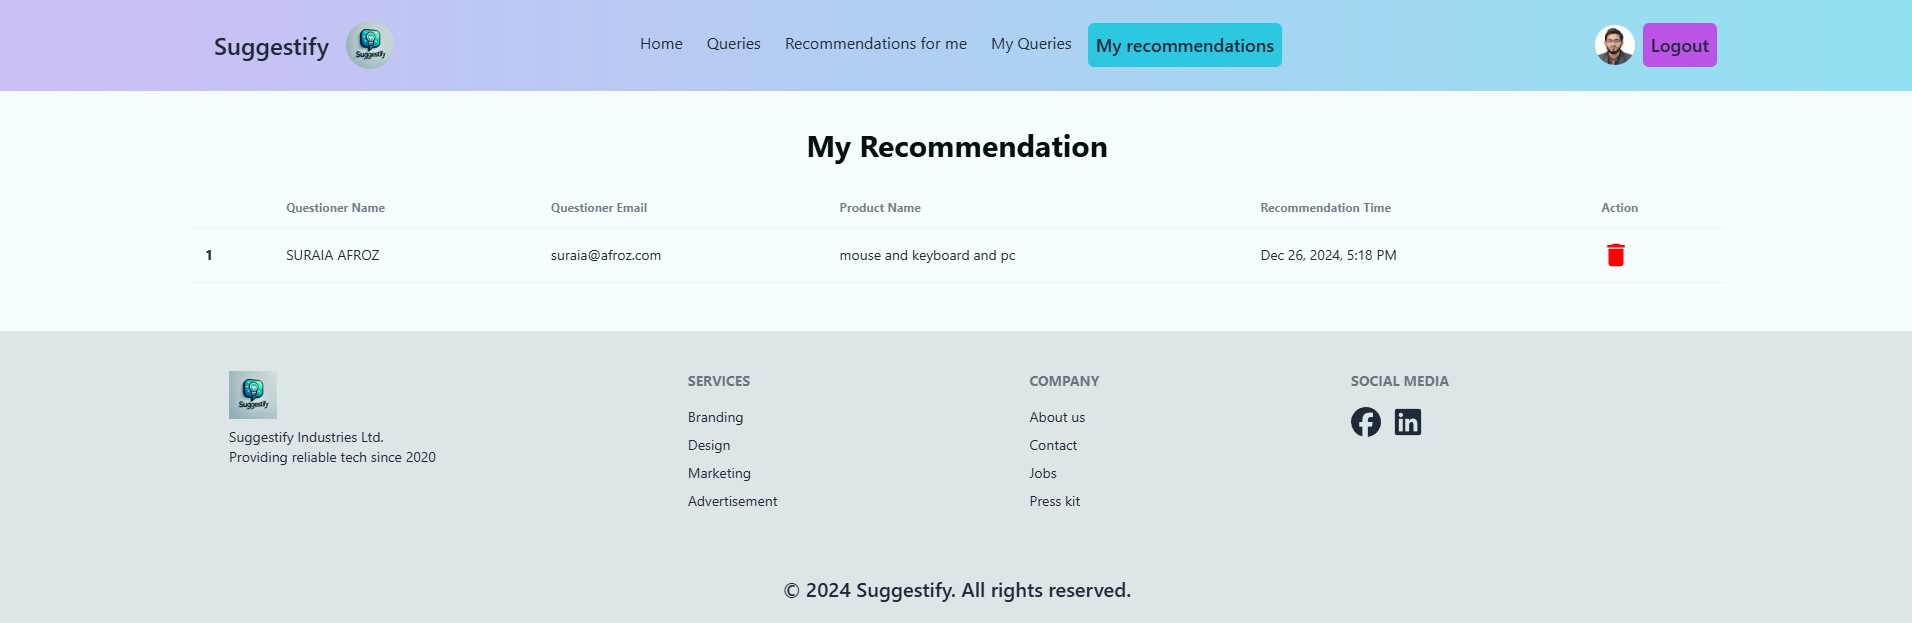 Suggestify
Suggestify
Home Queries Recommendations for me My Queries My recommendations
Logout
My Recommendation
Questioner Name Questioner Email Product Name Recommendation Time Action
1 SURAIA AFROZ suraia@afroz.com mouse and keyboard and pc Dec 26, 2024, 5:18 PM
Suggestify
Suggestify Industries Ltd.
Providing reliable tech since 2020
SERVICES
Branding
Design
Marketing
Advertisement
COMPANY
About us
Contact
Jobs
Press kit
SOCIAL MEDIA
© 2024 Suggestify. All rights reserved.